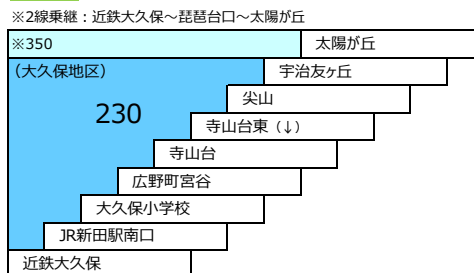 ※2線乗継：近鉄大久保～琵琶台口～太陽が丘
※350 太陽が丘
（大久保地区） 宇治友ヶ丘
230 尖山
寺山台東（↓）
寺山台
広野町宮谷
大久保小学校
JR新田駅南口
近鉄大久保